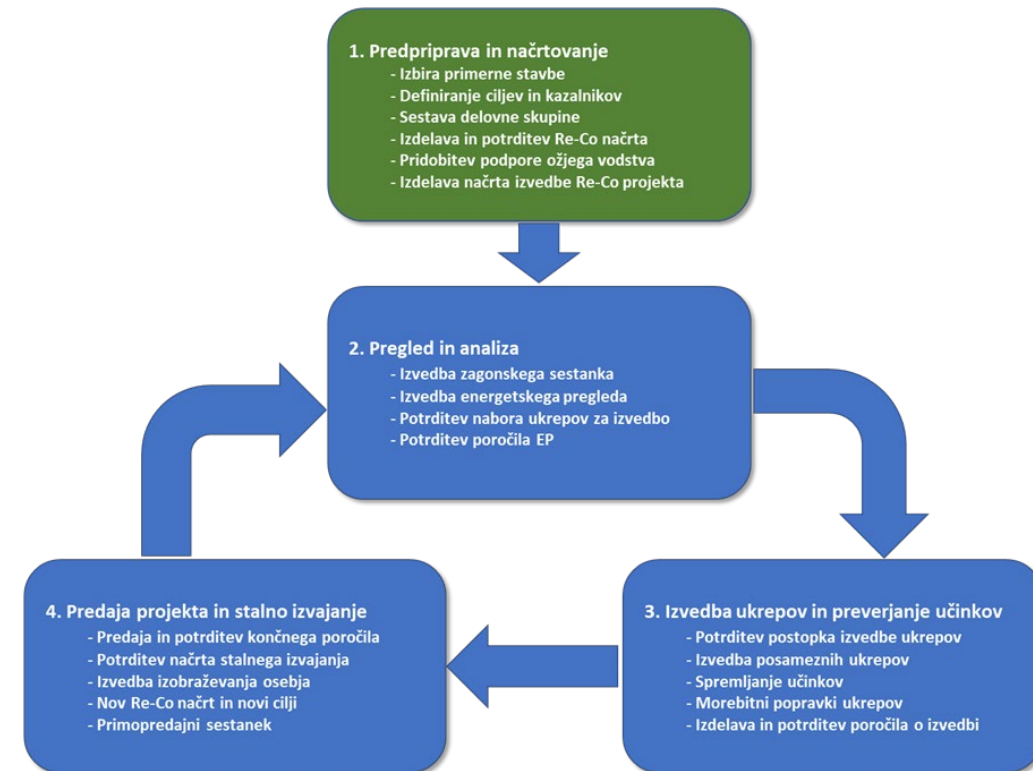 1. Predpriprava in načrtovanje
- Izbira primerne stavbe
- Definiranje ciljev in kazalnikov
- Sestava delovne skupine
- Izdelava in potrditev Re-Co načrta
- Pridobitev podpore ožjega vodstva
- Izdelava načrta izvedbe Re-Co projekta
2. Pregled in analiza
- Izvedba zagonskega sestanka
- Izvedba energetskega pregleda
- Potrditev nabora ukrepov za izvedbo
- Potrditev poročila EP
3. Izvedba ukrepov in preverjanje učinkov
- Potrditev postopka izvedbe ukrepov
- Izvedba posameznih ukrepov
- Spremljanje učinkov
- Morebitni popravki ukrepov
- Izdelava in potrditev poročila o izvedbi
4. Predaja projekta in stalno izvajanje
- Predaja in potrditev končnega poročila
- Potrditev načrta stalnega izvajanja
- Izvedba izobraževanja osebja
- Nov Re-Co načrt in novi cilji
- Primopredajni sestanek